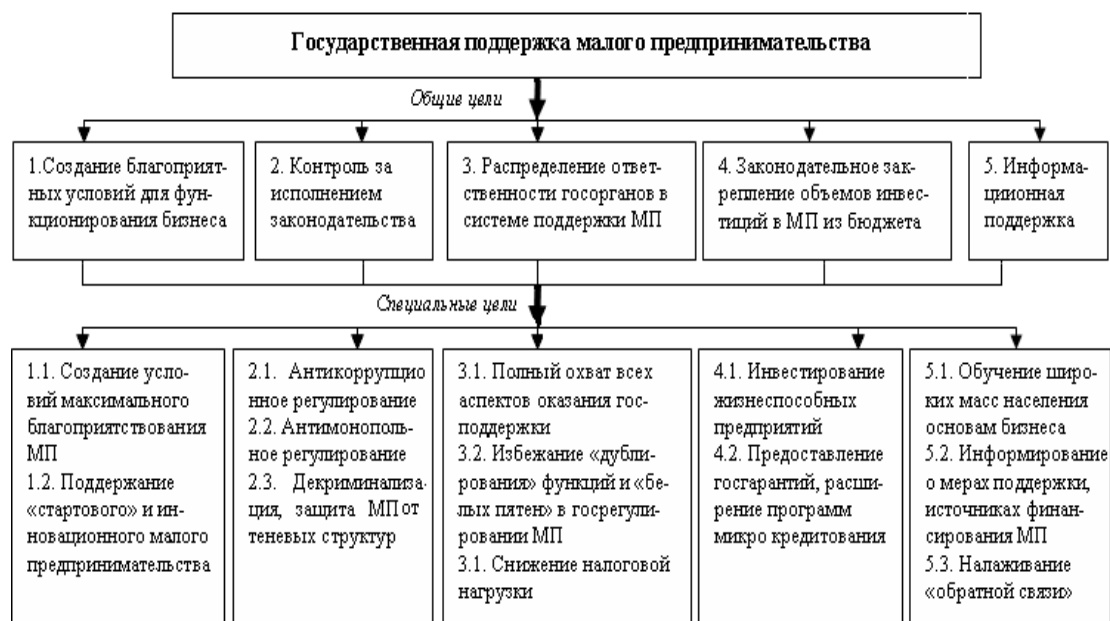 Государственная поддержка малого предпринимательства
Общие цели
1.Создание благоприят-
ных условий для фу-
нкционирования бизнеса
2. Контроль за
исполнением
законодательства
3. Распределение ответ-
ственности госорганов в
системе поддержки МП
4. Законодательное зак-
репление объемов инвес-
тиций в МП из бюджета
5. Информа-
циионная
поддержка
Специальные цели
1.1. Создание усло-
вий максимального
благоприятствования
МП
1.2. Поддержание
«стартового» и ин-
новационного малого
предпринимательства
2.1. Антикоррупцио
нное регулирование
2.2. Антимонополь-
ное регулирование
2.3. Декриминализа-
ция, защита МП от
теневых структур
3.1. Полный охват всех
аспектов оказания гос-
поддержки
3.2. Избежание «дубли-
рования» функций и «бе-
лых пятен» в госрегули-
ровании МП
3.1. Снижение налоговой
нагрузки
4.1. Инвестирование
жизнеспособных
предприятий
4.2. Предоставление
госгарантий, расши-
рение программ
микро кредитования
5.1. Обучение широ-
ких масс населения
основам бизнеса
5.2. Информирование
о мерах поддержки,
источниках финан-
сирования МП
5.3. Налаживание
«обратной связи»